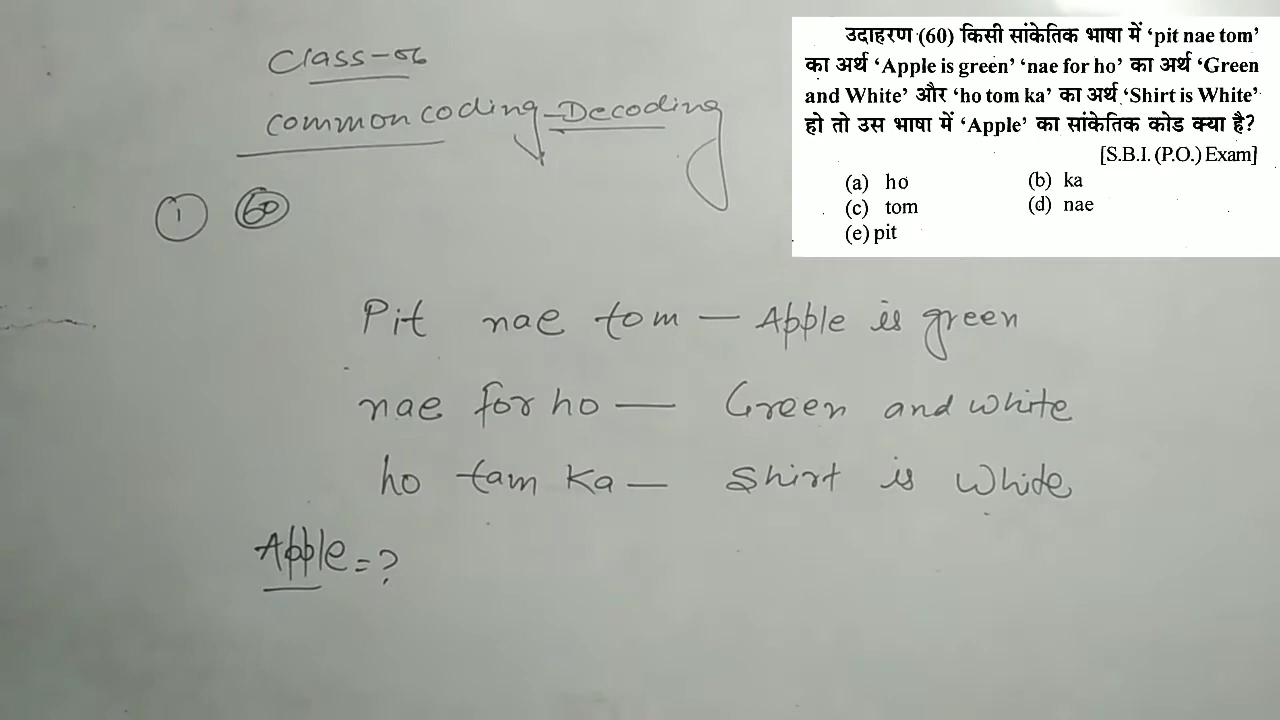 Class-06
common coding-Decoding
1 60
Pit nae tom — Apple is green
nae for ho — Green and white
ho tam Ka — Shirt is White
Apple = ?
उदाहरण (60) किसी सांकेतिक भाषा में ‘pit nae tom’
का अर्थ ‘Apple is green’ ‘nae for ho’ का अर्थ ‘Green
and White’ और ‘ho tom ka’ का अर्थ ‘Shirt is White’
हो तो उस भाषा में ‘Apple’ का सांकेतिक कोड क्या है?
[S.B.I. (P.O.) Exam]
(a) ho (b) ka
(c) tom (d) nae
(e) pit